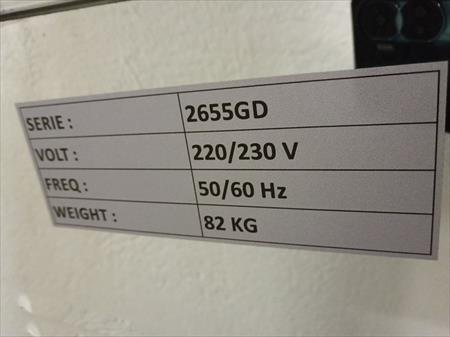 SERIE : 2655GD
VOLT : 220/230 V
FREQ : 50/60 Hz
WEIGHT : 82 KG